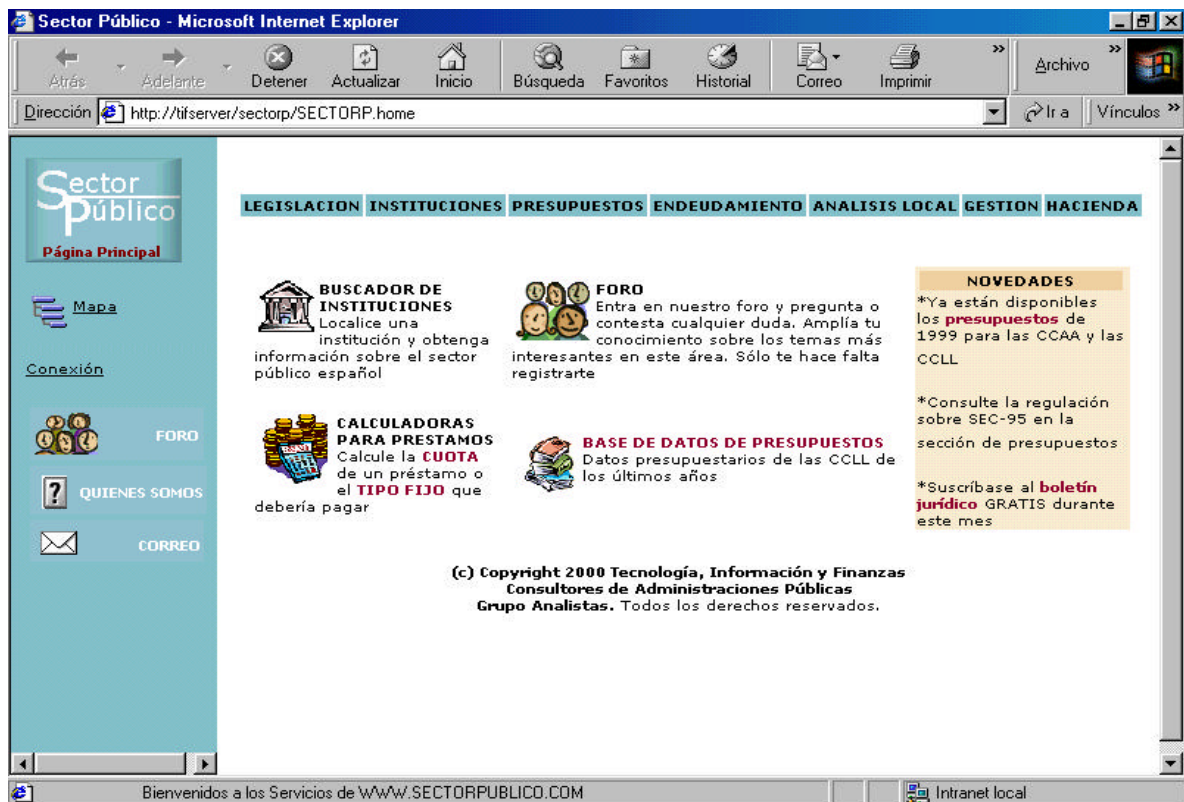 Sector Público - Microsoft Internet Explorer
Atrás Adelante Detener Actualizar Inicio Búsqueda Favoritos Historial Correo Imprimir » Archivo »
Dirección http://tifserver/sectorp/SECTORP.home Ir a Vínculos »
Sector
Público
Página Principal
Mapa
Conexión
FORO
QUIENES SOMOS
CORREO
LEGISLACION INSTITUCIONES PRESUPUESTOS ENDEUDAMIENTO ANALISIS LOCAL GESTION HACIENDA
BUSCADOR DE
INSTITUCIONES
Localice una
institución y obtenga
información sobre el sector
público español
FORO
Entra en nuestro foro y pregunta o
contesta cualquier duda. Amplía tu
conocimiento sobre los temas más
interesantes en este área. Sólo te hace falta
registrarte
CALCULADORAS
PARA PRESTAMOS
Calcule la CUOTA
de un préstamo o
el TIPO FIJO que
debería pagar
BASE DE DATOS DE PRESUPUESTOS
Datos presupuestarios de las CCLL de
los últimos años
NOVEDADES
*Ya están disponibles
los presupuestos de
1999 para las CCAA y las
CCLL
*Consulte la regulación
sobre SEC-95 en la
sección de presupuestos
*Suscríbase al boletín
jurídico GRATIS durante
este mes
(c) Copyright 2000 Tecnología, Información y Finanzas
Consultores de Administraciones Públicas
Grupo Analistas. Todos los derechos reservados.
Bienvenidos a los Servicios de WWW.SECTORPUBLICO.COM Intranet local